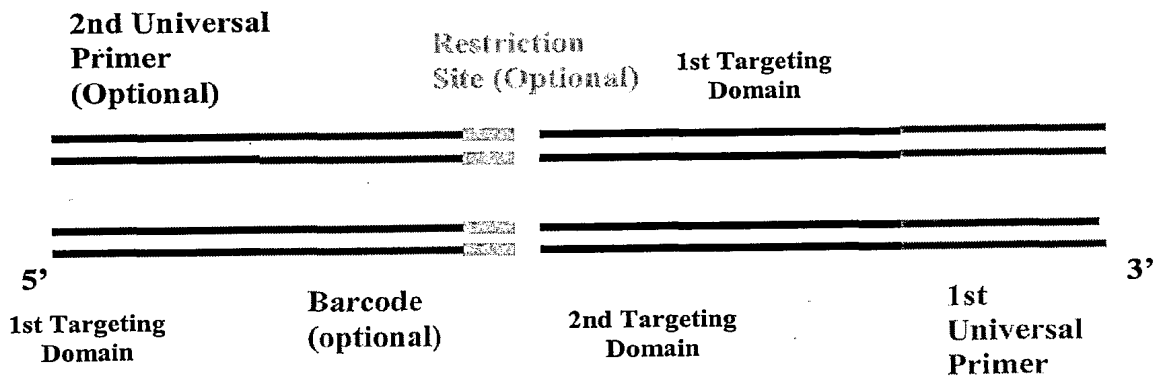 2nd Universal
Primer
(Optional)
Restriction
Site (Optional)
1st Targeting
Domain
5’
3’
1st Targeting
Domain
Barcode
(optional)
2nd Targeting
Domain
1st
Universal
Primer